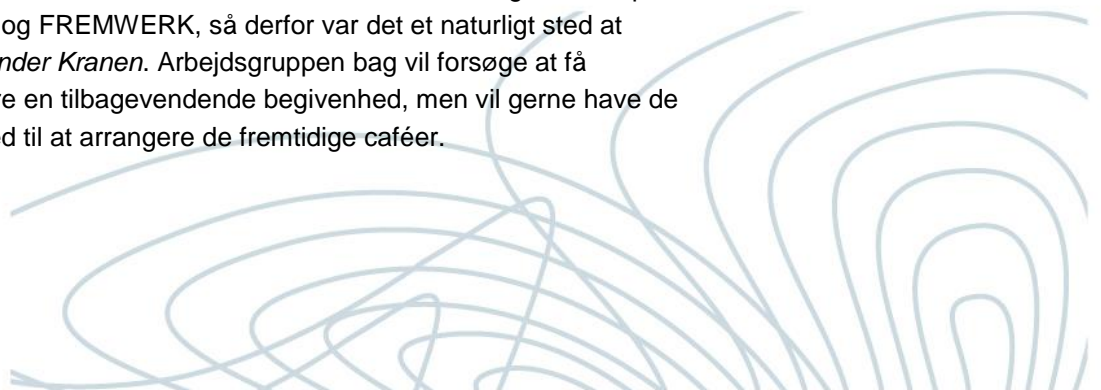 og FREMWERK, så derfor var det et naturligt sted at
nder Kranen. Arbejdsgruppen bag vil forsøge at få
e en tilbagevendende begivenhed, men vil gerne have de
d til at arrangere de fremtidige caféer.